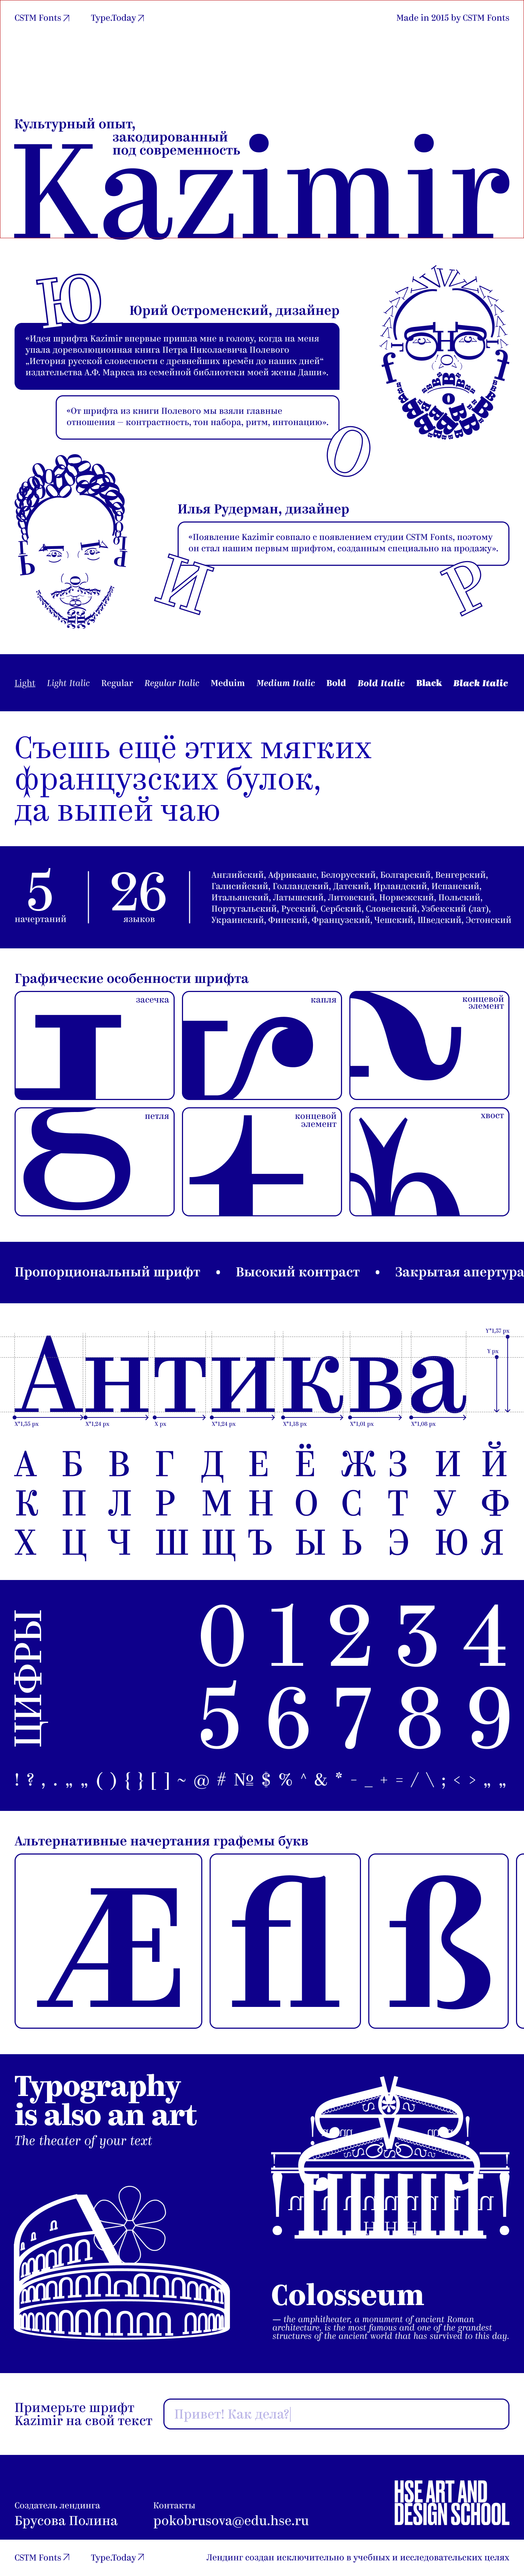 CSTM Fonts
Type.Today
Made in 2015 by CSTM Fonts
Культурный опыт,
закодированный
под современность
Kazimir
Ю
Юрий Остроменский, дизайнер
«Идея шрифта Kazimir впервые пришла мне в голову, когда на меня
упала дореволюционная книга Петра Николаевича Полевого
„История русской словесности с древнейших времён до наших дней“
издательства А.Ф. Маркса из семейной библиотеки моей жены Даши».
«От шрифта из книги Полевого мы взяли главные
отношения — контрастность, тон набора, ритм, интонацию».
О
Илья Рудерман, дизайнер
«Появление Kazimir совпало с появлением студии CSTM Fonts, поэтому
он стал нашим первым шрифтом, созданным специально на продажу».
И
Р
Light Light Italic Regular Regular Italic Meduim Medium Italic Bold Bold Italic Black Black Italic
Съешь ещё этих мягких
французских булок,
да выпей чаю
5
начертаний
26
языков
Английский, Африкаанс, Белорусский, Болгарский, Венгерский,
Галисийский, Голландский, Датский, Ирландский, Испанский,
Итальянский, Латышский, Литовский, Норвежский, Польский,
Португальский, Русский, Сербский, Словенский, Узбекский (лат),
Украинский, Финский, Французский, Чешский, Шведский, Эстонский
Графические особенности шрифта
засечка
капля
концевой
элемент
петля
концевой
элемент
хвост
Пропорциональный шрифт • Высокий контраст • Закрытая апертура
Y*1,37 px
Y px
Антиква
X*1,55 px X*1,24 px X px X*1,24 px X*1,18 px X*1,01 px X*1,08 px
А Б В Г Д Е Ё Ж З И Й
К П Л Р М Н О С Т У Ф
Х Ц Ч Ш Щ Ъ Ы Ь Э Ю Я
ЦИФРЫ
0 1 2 3 4
5 6 7 8 9
! ? , . „ „ ( ) { } [ ] ~ @ # № $ % ^ & * - _ + = / \ ; < > „ „
Альтернативные начертания графемы букв
Æ
fl
ß
Typography
is also an art
The theater of your text
Colosseum
— the amphitheater, a monument of ancient Roman
architecture, is the most famous and one of the grandest
structures of the ancient world that has survived to this day.
Примерьте шрифт
Kazimir на свой текст
Привет! Как дела?
Создатель лендинга
Брусова Полина
Контакты
pokobrusova@edu.hse.ru
HSE ART AND
DESIGN SCHOOL
CSTM Fonts
Type.Today
Лендинг создан исключительно в учебных и исследовательских целях